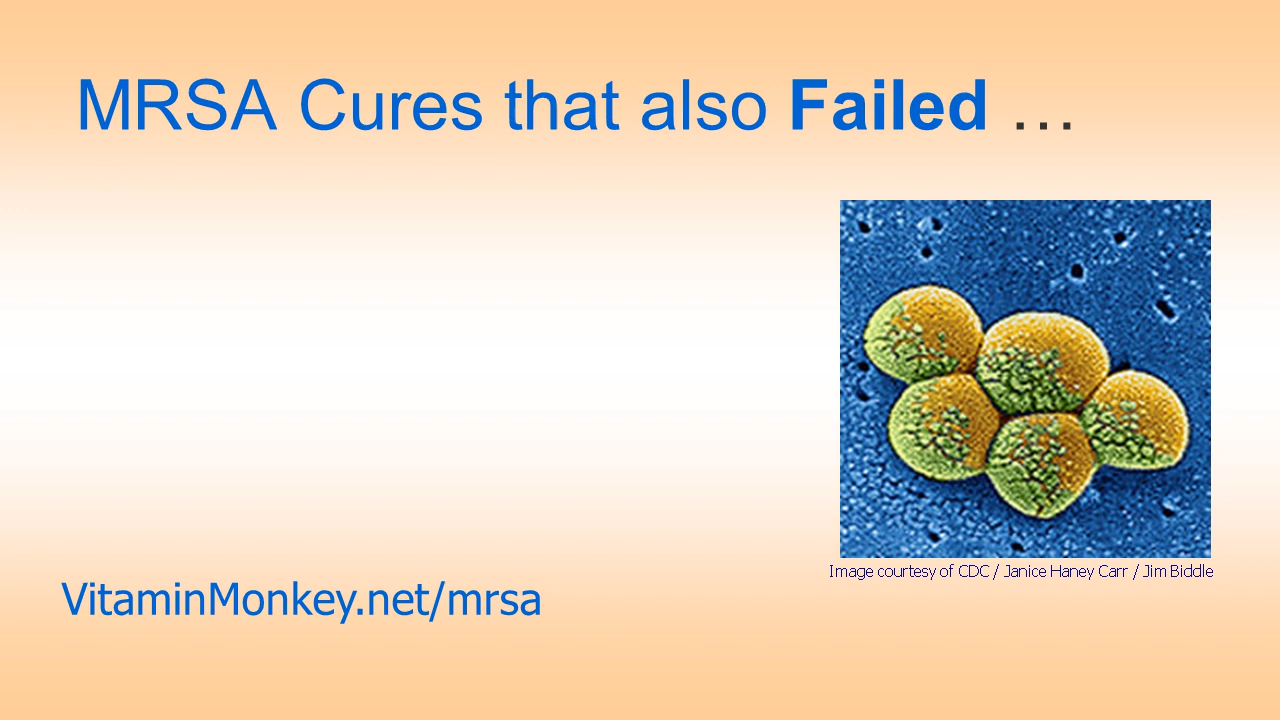 MRSA Cures that also Failed …
Image courtesy of CDC / Janice Haney Carr / Jim Biddle
VitaminMonkey.net/mrsa